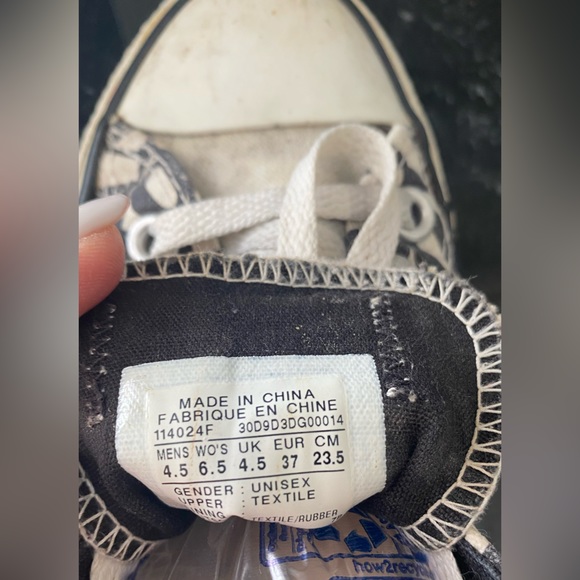 MADE IN CHINA
FABRIQUE EN CHINE
114024F 30D9D3DG00014
MENS WO'S UK EUR CM
4.5 6.5 4.5 37 23.5
GENDER : UNISEX
UPPER : TEXTILE
: TEXTILE/RUBBER